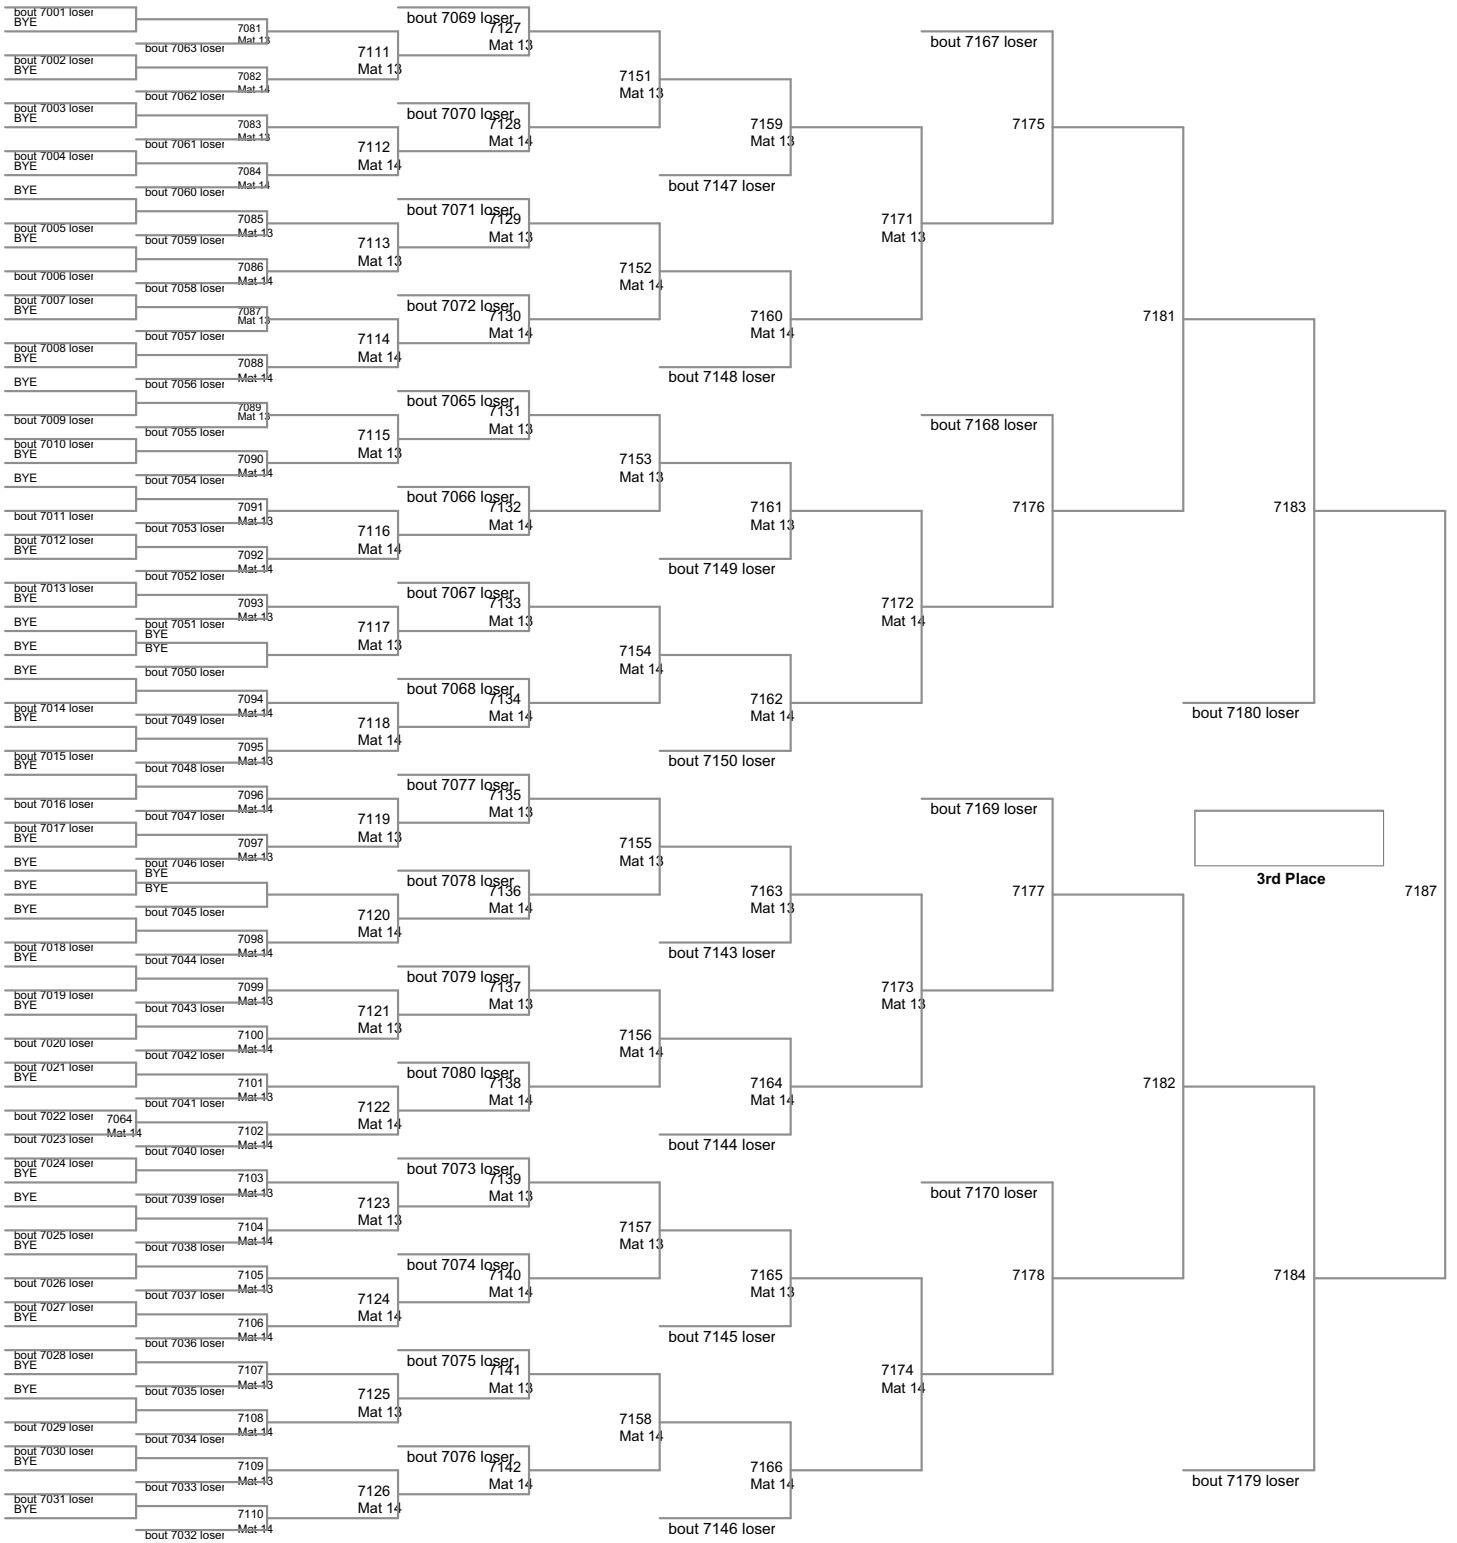 bout 7001 loser
BYE
bout 7002 loser
BYE
bout 7003 loser
BYE
bout 7004 loser
BYE
BYE
bout 7005 loser
BYE
bout 7006 loser
bout 7007 loser
BYE
bout 7008 loser
BYE
BYE
bout 7009 loser
bout 7010 loser
BYE
BYE
bout 7011 loser
bout 7012 loser
BYE
bout 7013 loser
BYE
BYE
BYE
BYE
bout 7014 loser
BYE
bout 7015 loser
BYE
bout 7016 loser
bout 7017 loser
BYE
BYE
BYE
BYE
bout 7018 loser
BYE
bout 7019 loser
BYE
bout 7020 loser
bout 7021 loser
BYE
bout 7022 loser
bout 7023 loser
bout 7024 loser
BYE
BYE
bout 7025 loser
BYE
bout 7026 loser
bout 7027 loser
BYE
bout 7028 loser
BYE
BYE
bout 7029 loser
bout 7030 loser
BYE
bout 7031 loser
BYE
7064
Mat 14
bout 7063 loser
bout 7062 loser
bout 7061 loser
bout 7060 loser
bout 7059 loser
bout 7058 loser
bout 7057 loser
bout 7056 loser
bout 7055 loser
bout 7054 loser
bout 7053 loser
bout 7052 loser
bout 7051 loser
BYE
BYE
bout 7050 loser
bout 7049 loser
bout 7048 loser
bout 7047 loser
bout 7046 loser
BYE
BYE
bout 7045 loser
bout 7044 loser
bout 7043 loser
bout 7042 loser
bout 7041 loser
bout 7040 loser
bout 7039 loser
bout 7038 loser
bout 7037 loser
bout 7036 loser
bout 7035 loser
bout 7034 loser
bout 7033 loser
bout 7032 loser
7081
Mat 13
7082
Mat 14
7083
Mat 13
7084
Mat 14
7085
Mat 13
7086
Mat 14
7087
Mat 13
7088
Mat 14
7089
Mat 13
7090
Mat 14
7091
Mat 13
7092
Mat 14
7093
Mat 13
7094
Mat 14
7095
Mat 13
7096
Mat 14
7097
Mat 13
7098
Mat 14
7099
Mat 13
7100
Mat 14
7101
Mat 13
7102
Mat 14
7103
Mat 13
7104
Mat 14
7105
Mat 13
7106
Mat 14
7107
Mat 13
7108
Mat 14
7109
Mat 13
7110
Mat 14
7111
Mat 13
7112
Mat 14
7113
Mat 13
7114
Mat 14
7115
Mat 13
7116
Mat 14
7117
Mat 13
7118
Mat 14
7119
Mat 13
7120
Mat 14
7121
Mat 13
7122
Mat 14
7123
Mat 13
7124
Mat 14
7125
Mat 13
7126
Mat 14
bout 7069 loser
7127
Mat 13
bout 7070 loser
7128
Mat 14
bout 7071 loser
7129
Mat 13
bout 7072 loser
7130
Mat 14
bout 7065 loser
7131
Mat 13
bout 7066 loser
7132
Mat 14
bout 7067 loser
7133
Mat 13
bout 7068 loser
7134
Mat 14
bout 7077 loser
7135
Mat 13
bout 7078 loser
7136
Mat 14
bout 7079 loser
7137
Mat 13
bout 7080 loser
7138
Mat 14
bout 7073 loser
7139
Mat 13
bout 7074 loser
7140
Mat 14
bout 7075 loser
7141
Mat 13
bout 7076 loser
7142
Mat 14
7151
Mat 13
7152
Mat 14
7153
Mat 13
7154
Mat 14
7155
Mat 13
7156
Mat 14
7157
Mat 13
7158
Mat 14
7159
Mat 13
bout 7147 loser
7160
Mat 14
bout 7148 loser
7161
Mat 13
bout 7149 loser
7162
Mat 14
bout 7150 loser
7163
Mat 13
bout 7143 loser
7164
Mat 14
bout 7144 loser
7165
Mat 13
bout 7145 loser
7166
Mat 14
bout 7146 loser
7171
Mat 13
7172
Mat 14
7173
Mat 13
7174
Mat 14
bout 7167 loser
7175
bout 7168 loser
7176
bout 7169 loser
7177
bout 7170 loser
7178
7181
7182
7183
bout 7180 loser
3rd Place
7184
bout 7179 loser
7187